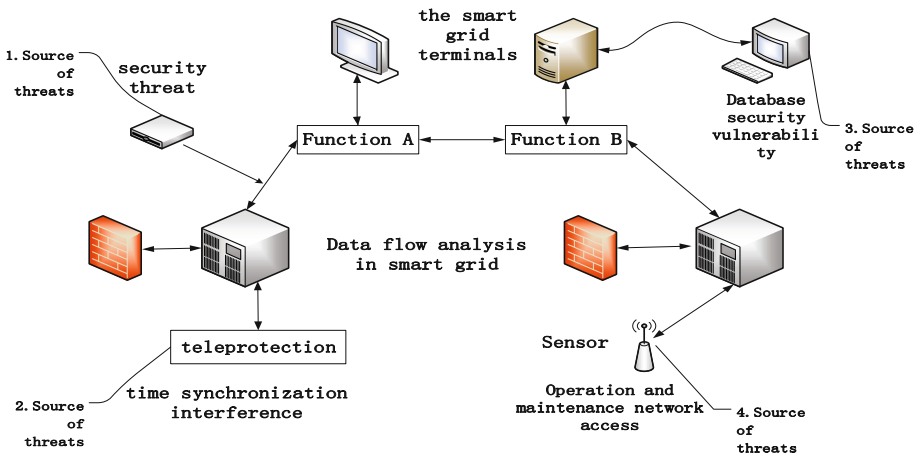 the smart
grid
terminals
1. Source
of
threats
security
threat
Function A
Function B
Database
security
vulnerabili
ty
3. Source
of
threats
Data flow analysis
in smart grid
teleprotection
time synchronization
interference
2. Source
of
threats
Sensor
Operation and
maintenance network
access
4. Source
of
threats